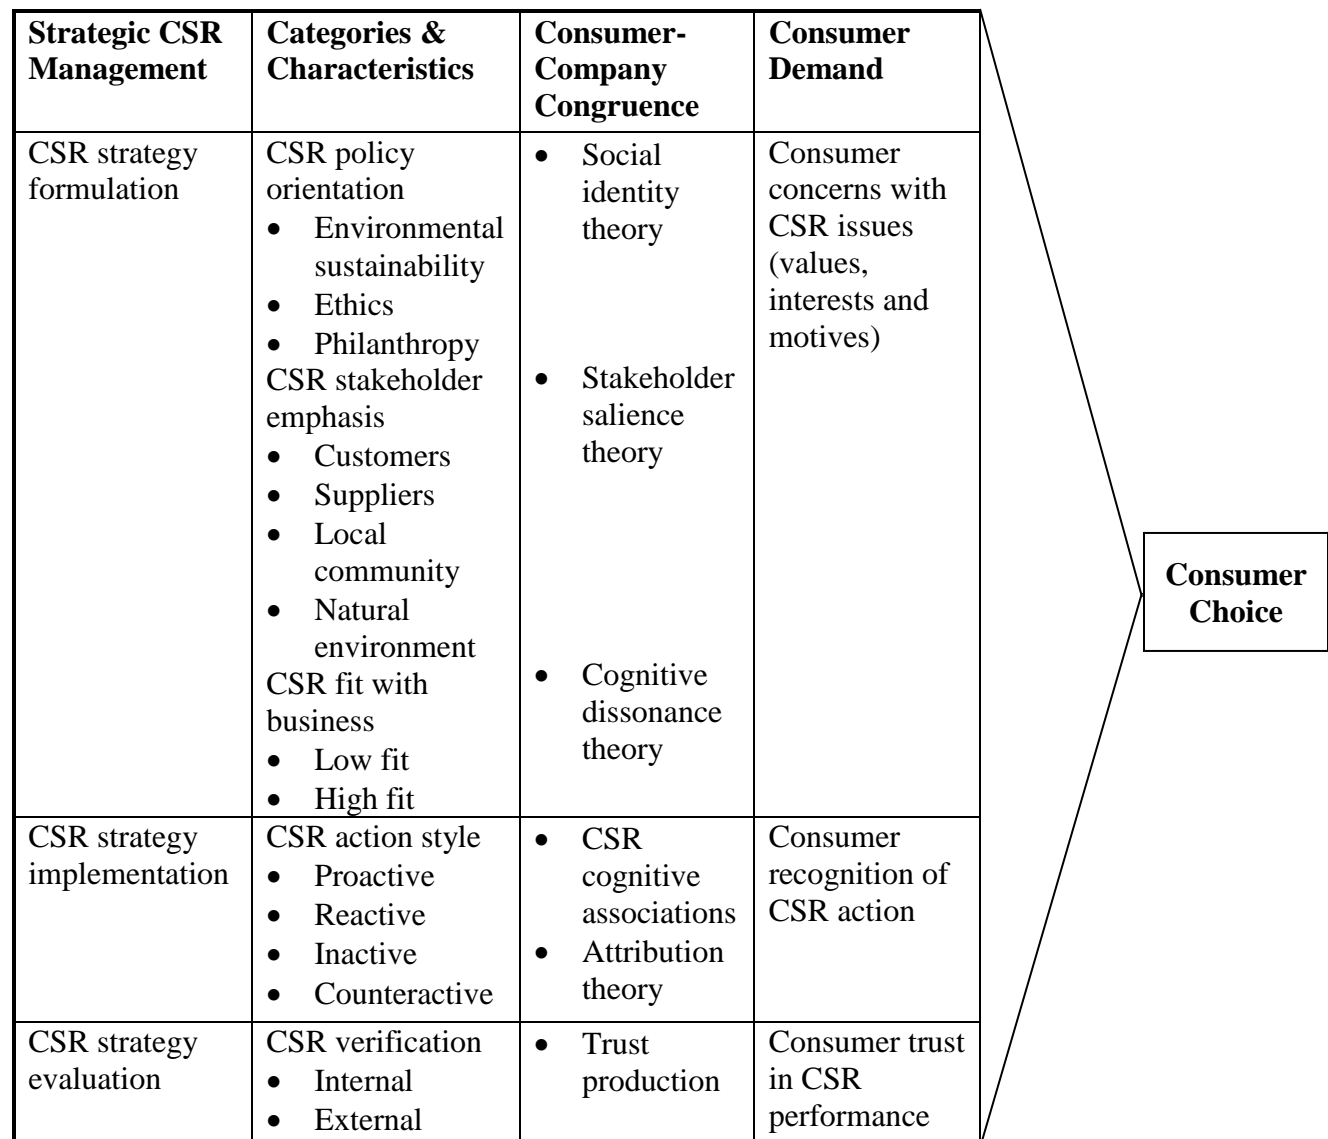 Strategic CSR
Management
Categories &
Characteristics
Consumer-
Company
Congruence
Consumer
Demand
CSR strategy
formulation
CSR policy
orientation
• Environmental
sustainability
• Ethics
• Philanthropy
CSR stakeholder
emphasis
• Customers
• Suppliers
• Local
community
• Natural
environment
CSR fit with
business
• Low fit
• High fit
• Social
identity
theory
• Stakeholder
salience
theory
• Cognitive
dissonance
theory
Consumer
concerns with
CSR issues
(values,
interests and
motives)
CSR strategy
implementation
CSR action style
• Proactive
• Reactive
• Inactive
• Counteractive
• CSR
cognitive
associations
• Attribution
theory
Consumer
recognition of
CSR action
CSR strategy
evaluation
CSR verification
• Internal
• External
• Trust
production
Consumer trust
in CSR
performance
Consumer
Choice